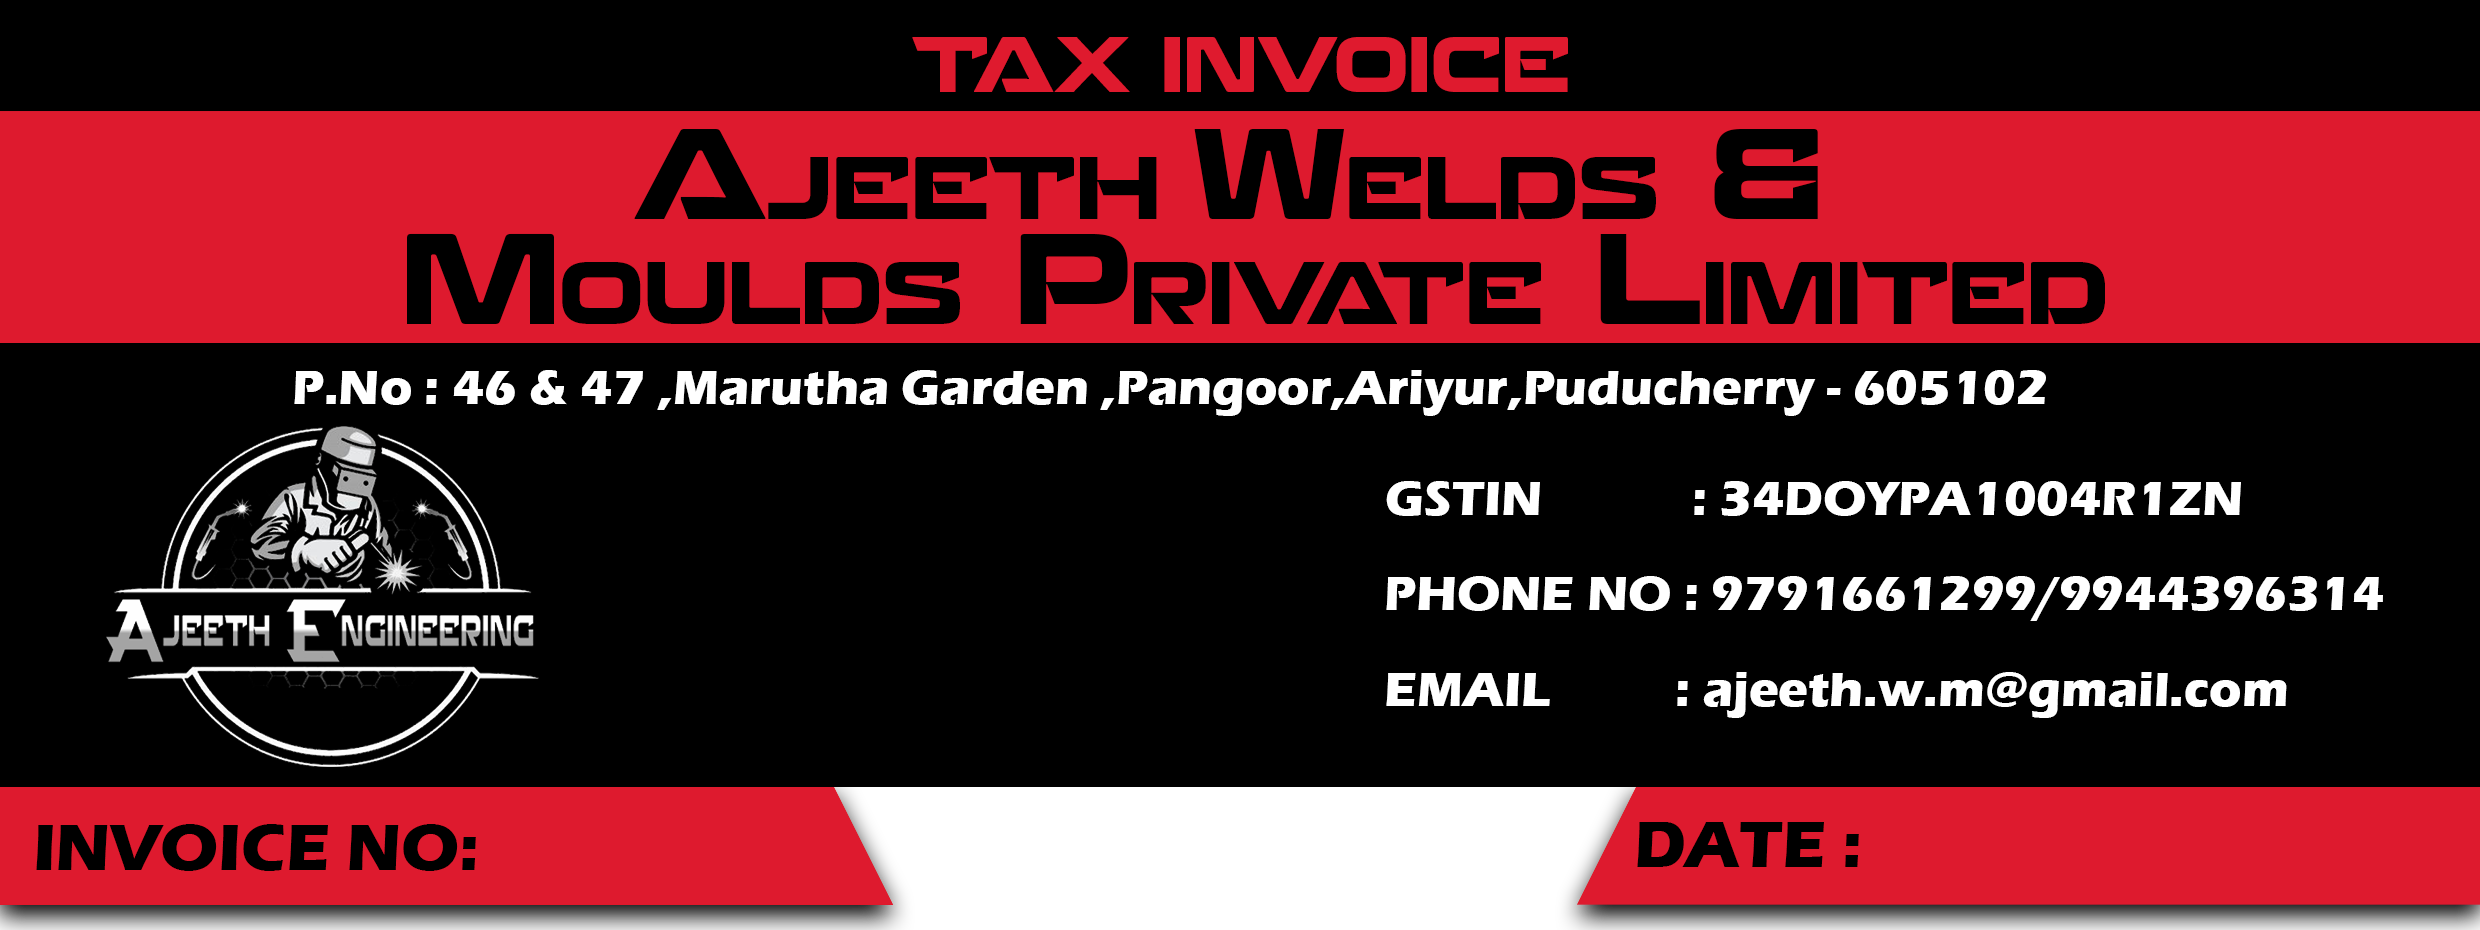 TAX INVOICE
AJEETH WELDS &
MOULDS PRIVATE LIMITED
P.No : 46 & 47 ,Marutha Garden ,Pangoor,Ariyur,Puducherry - 605102
GSTIN : 34DOYPA1004R1ZN
PHONE NO : 9791661299/9944396314
AJEETH ENGINEERING
EMAIL : ajeeth.w.m@gmail.com
INVOICE NO:
DATE :